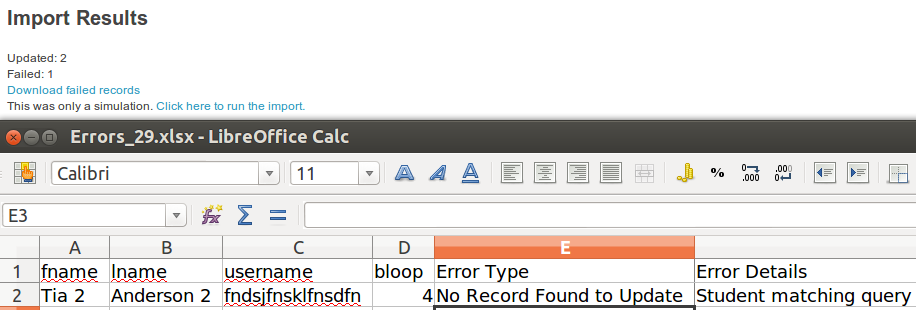 Import Results
Updated: 2
Failed: 1
Download failed records
This was only a simulation. Click here to run the import.
Errors_29.xlsx - LibreOffice Calc
Calibri 11 A A A % .000 .000
E3 fx Σ =
A B C D E
1 fname lname username bloop Error Type Error Details
2 Tia 2 Anderson 2 fndsjfnsklfnsdfn 4 No Record Found to Update Student matching query